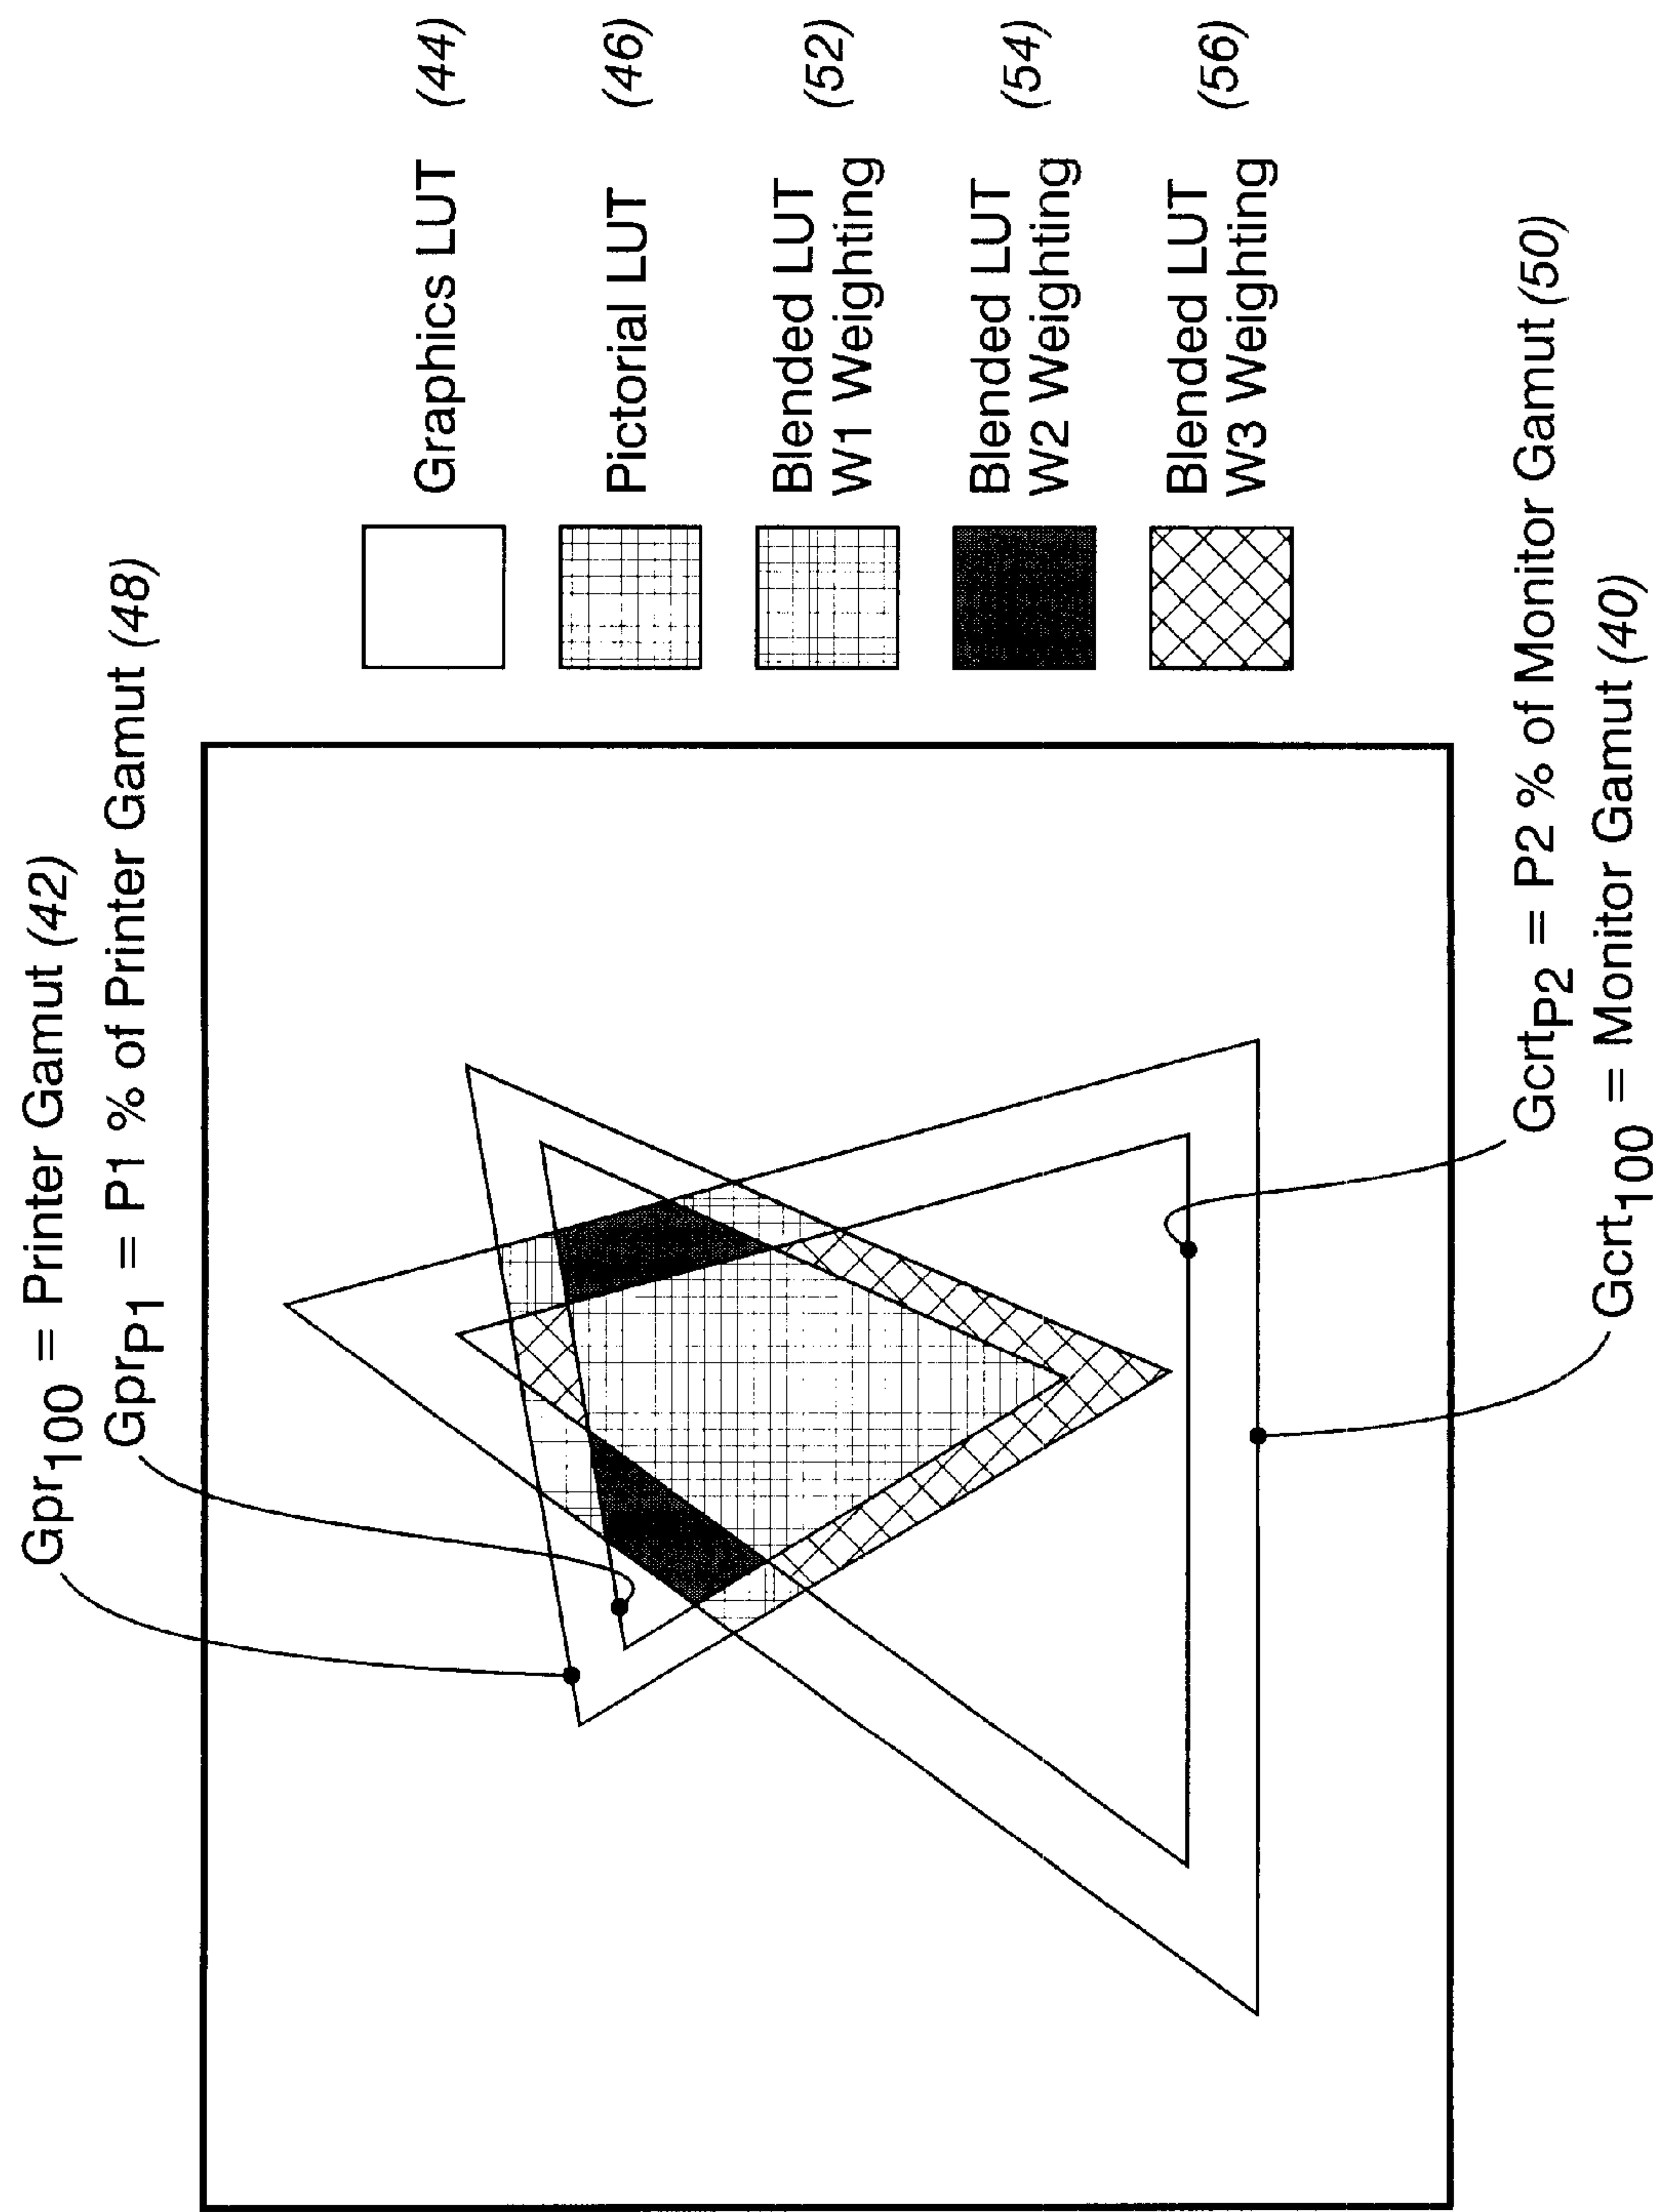 Gpr100 = Printer Gamut (42)
GprP1 = P1 % of Printer Gamut (48)
Graphics LUT (44)
Pictorial LUT (46)
Blended LUT (52)
W1 Weighting
Blended LUT (54)
W2 Weighting
Blended LUT (56)
W3 Weighting
GcrtP2 = P2 % of Monitor Gamut (50)
Gcrt100 = Monitor Gamut (40)